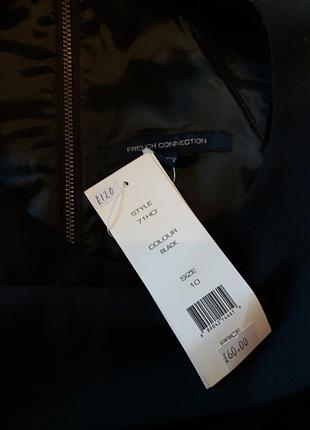 FRENCH CONNECTION
£120
STYLE
71HCI
COLOUR
BLACK
SIZE
10
PRICE
£60.00